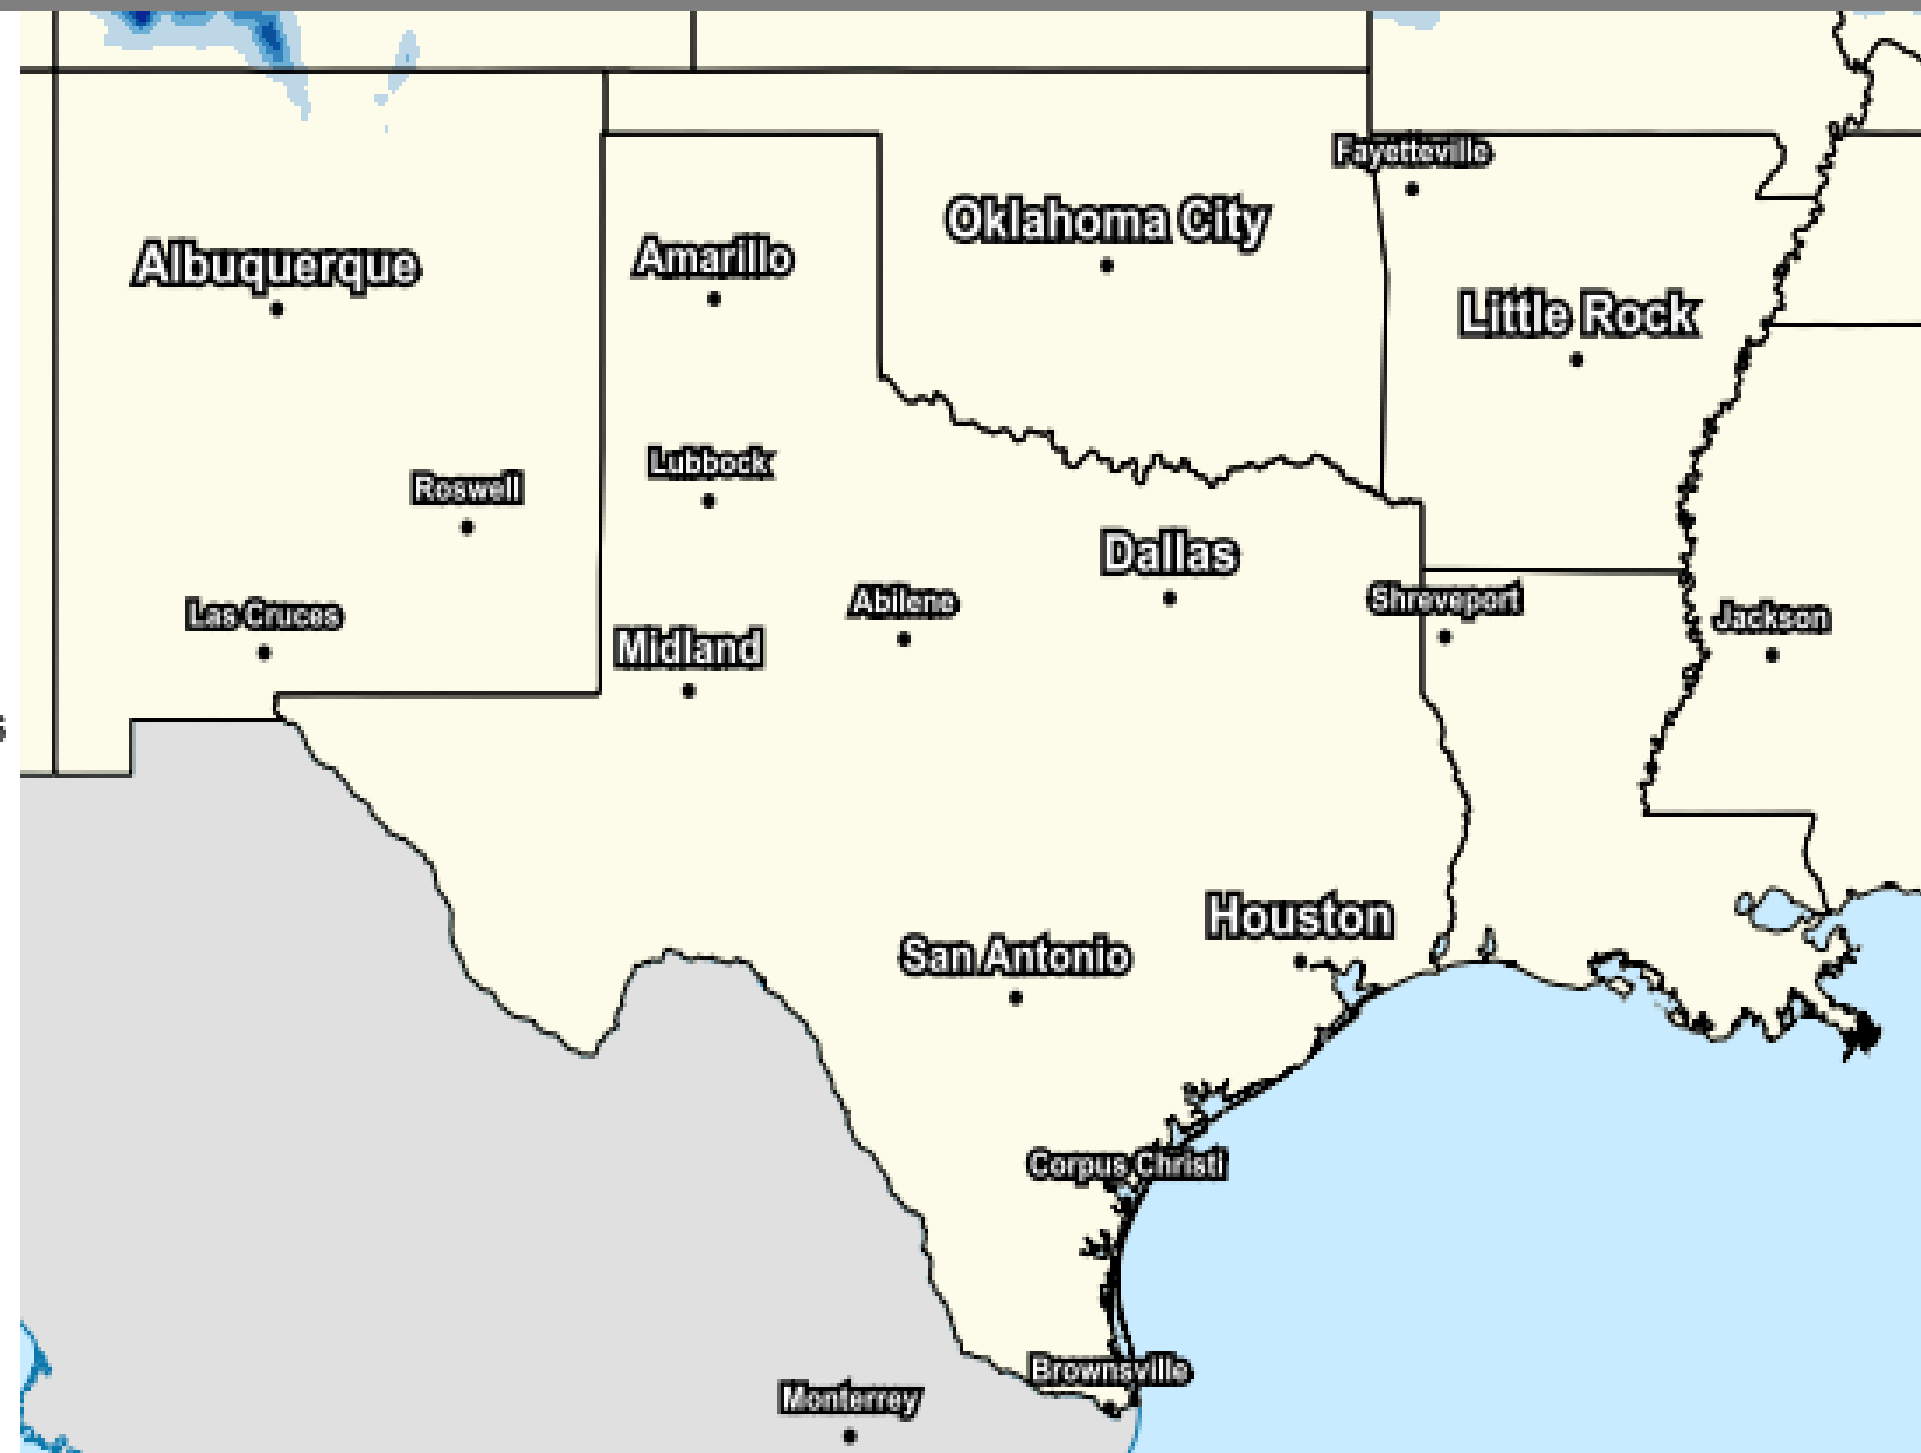 Fayetteville
Oklahoma City
Albuquerque
Amarillo
Little Rock
Lubbock
Roswell
Dallas
Abilene
Shreveport
Las Cruces
Jackson
Midland
Houston
San Antonio
Corpus Christi
Brownsville
Monterrey